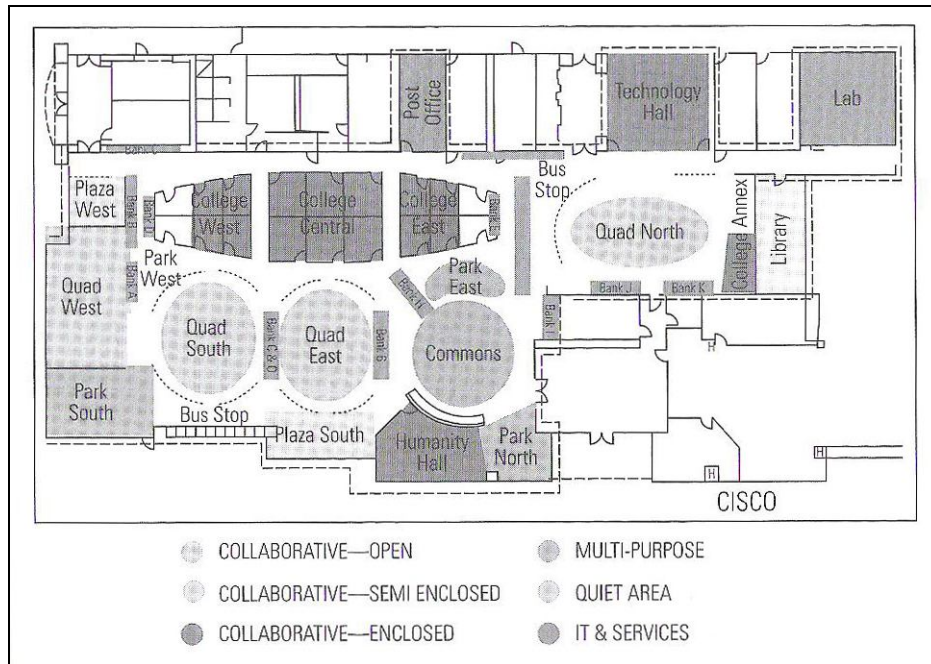 Post
Office
Technology
Hall
Lab
Bus
Stop
Plaza
West
Bank B
Bank
College
West
College
Central
College
East
Bank
Quad North
College Annex
Library
Park
West
Quad
West
Bank A
Park
East
Bank H
Bank I
Bank J
Bank K
Quad
South
Bank C & D
Quad
East
Bank
Commons
H
Park
South
Bus Stop
Plaza South
Humanity
Hall
Park
North
H
H
CISCO
COLLABORATIVE—OPEN
COLLABORATIVE—SEMI ENCLOSED
COLLABORATIVE—ENCLOSED
MULTI-PURPOSE
QUIET AREA
IT & SERVICES